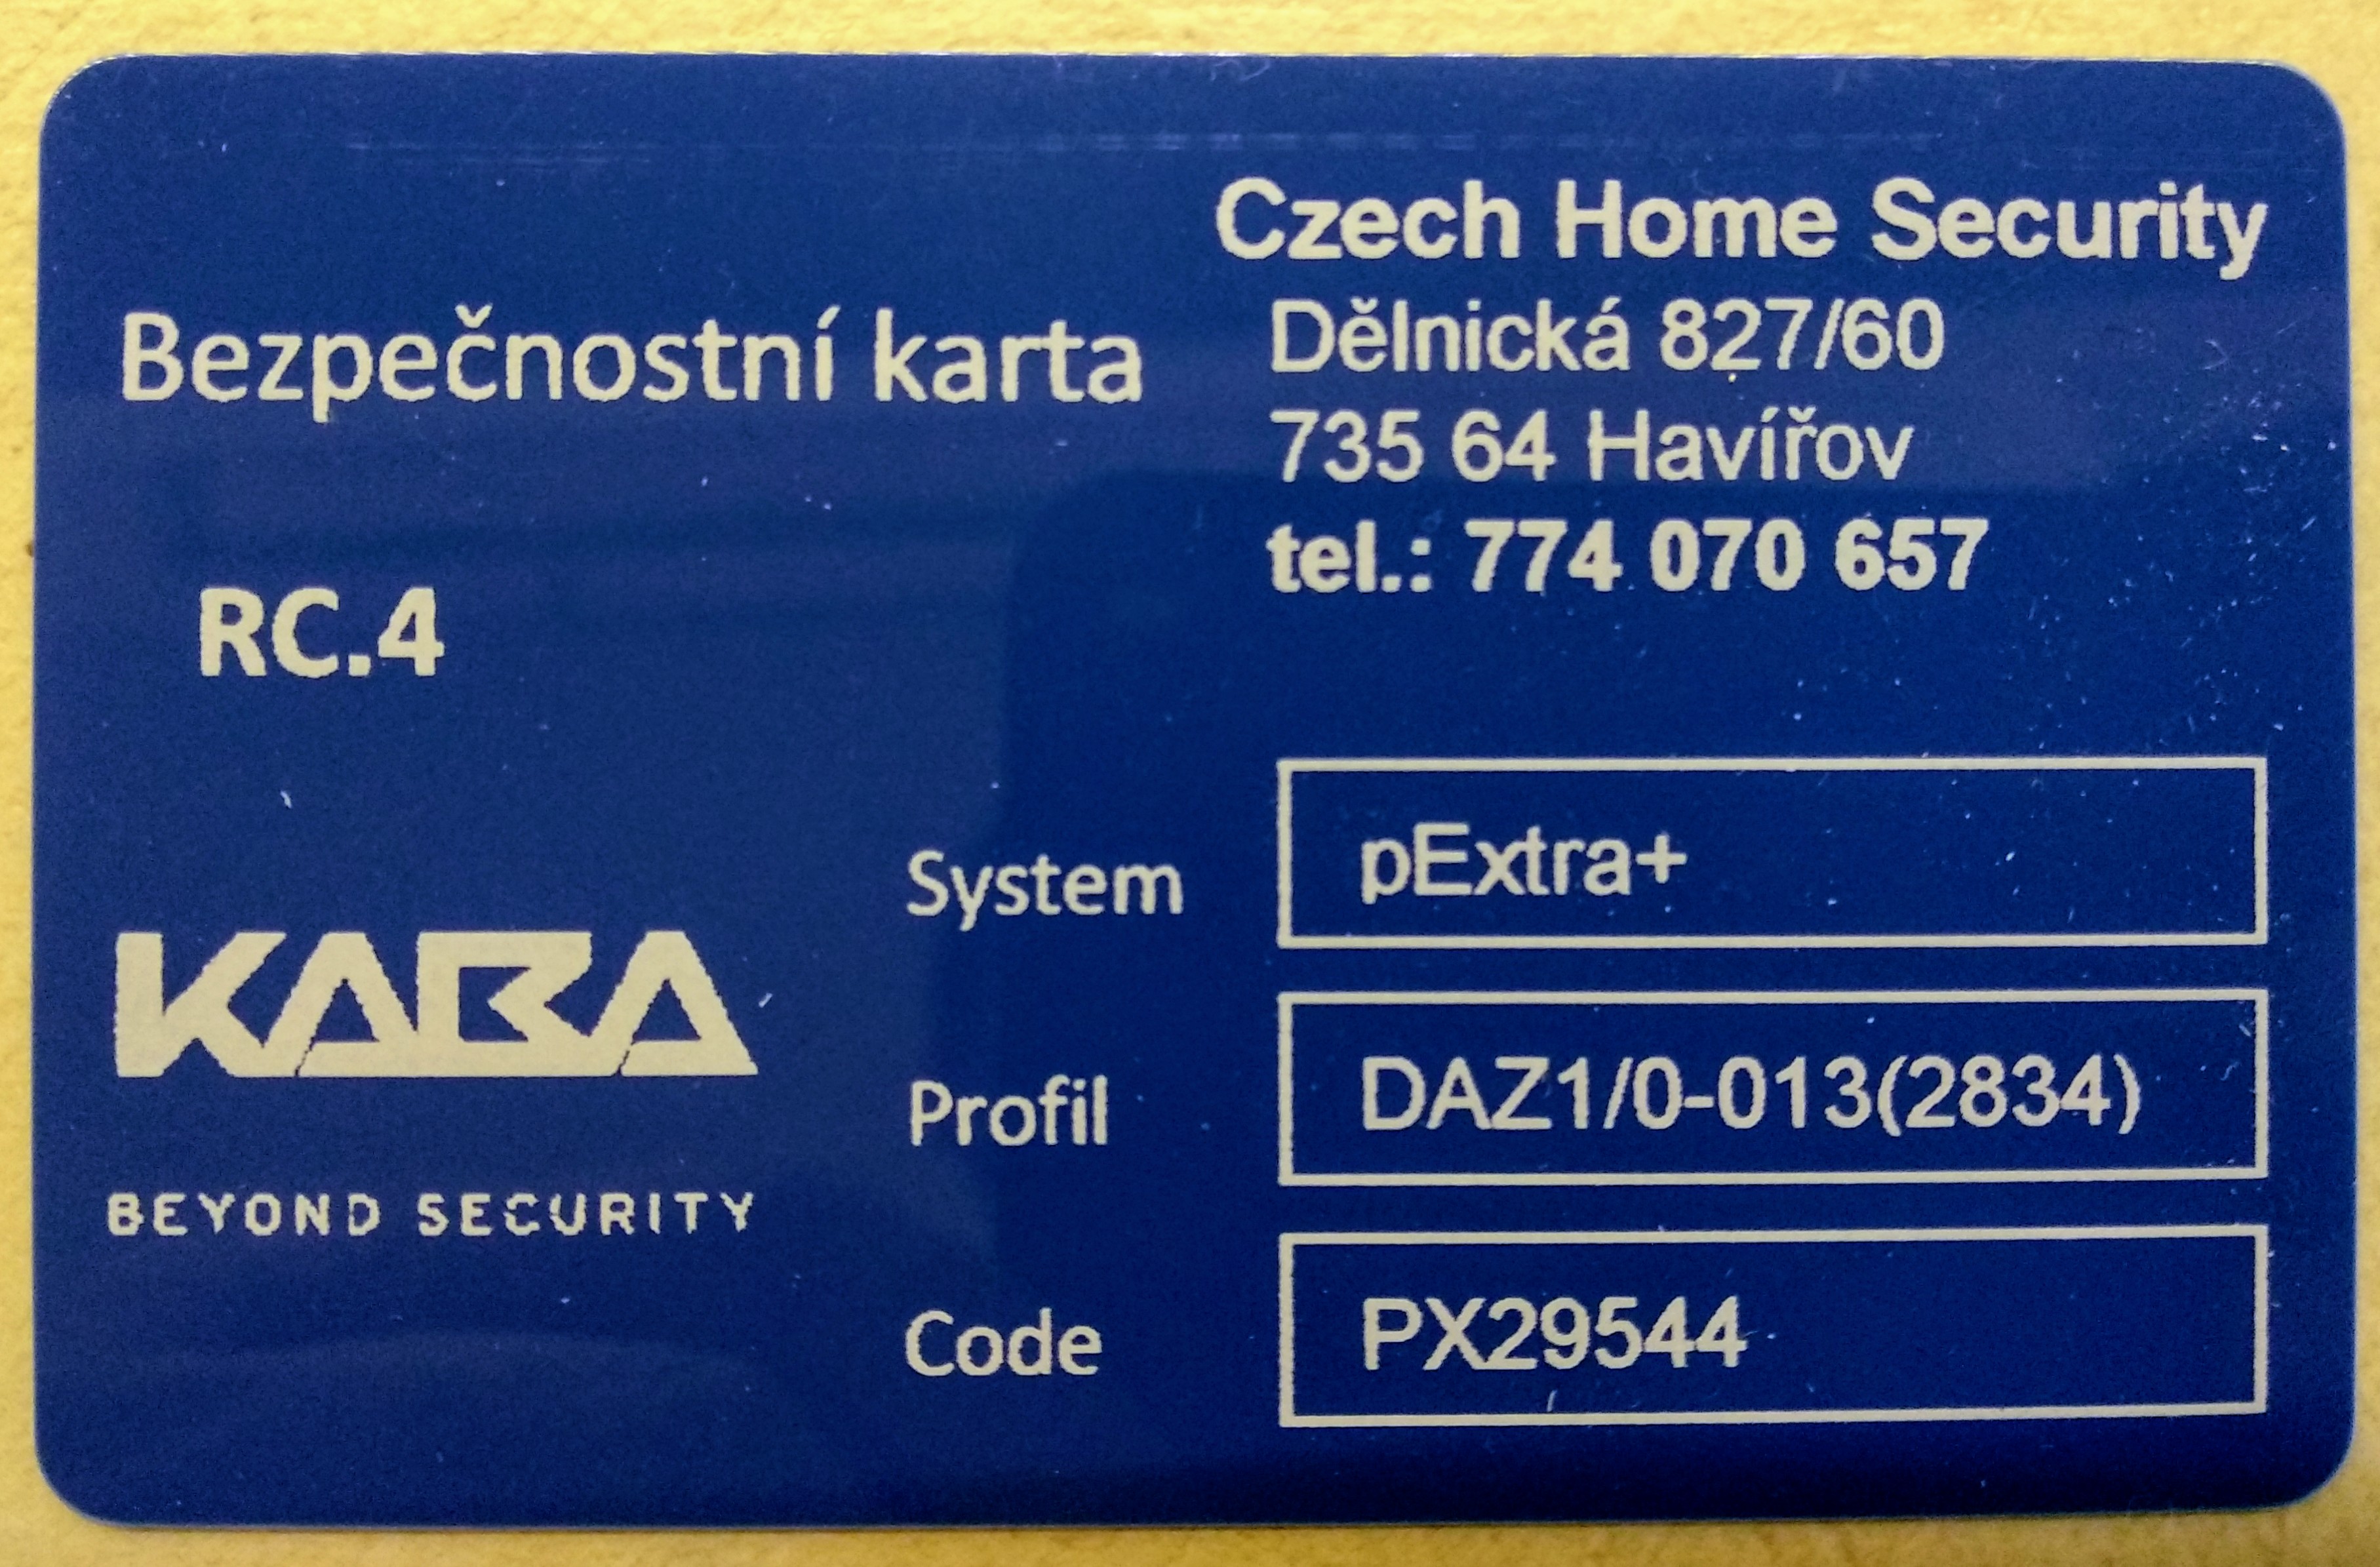 Czech Home Security
Dělnická 827/60
735 64 Havířov
tel.: 774 070 657
Bezpečnostní karta
RC.4
KABA
BEYOND SECURITY
System pExtra+
Profil DAZ1/0-013(2834)
Code PX29544